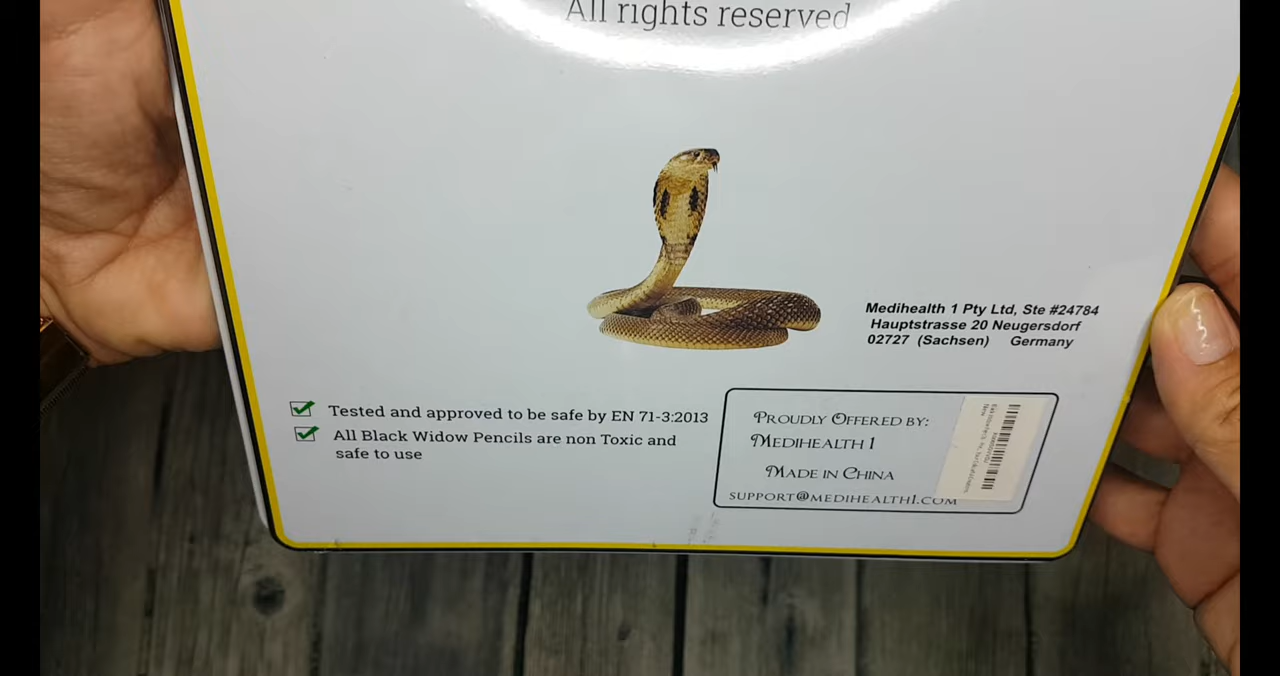 All rights reserved
Medihealth 1 Pty Ltd, Ste #24784
Hauptstrasse 20 Neugersdorf
02727 (Sachsen) Germany
Tested and approved to be safe by EN 71-3:2013
All Black Widow Pencils are non Toxic and
safe to use
Proudly Offered by:
Medihealth 1
Made in China
support@medihealth1.com
New